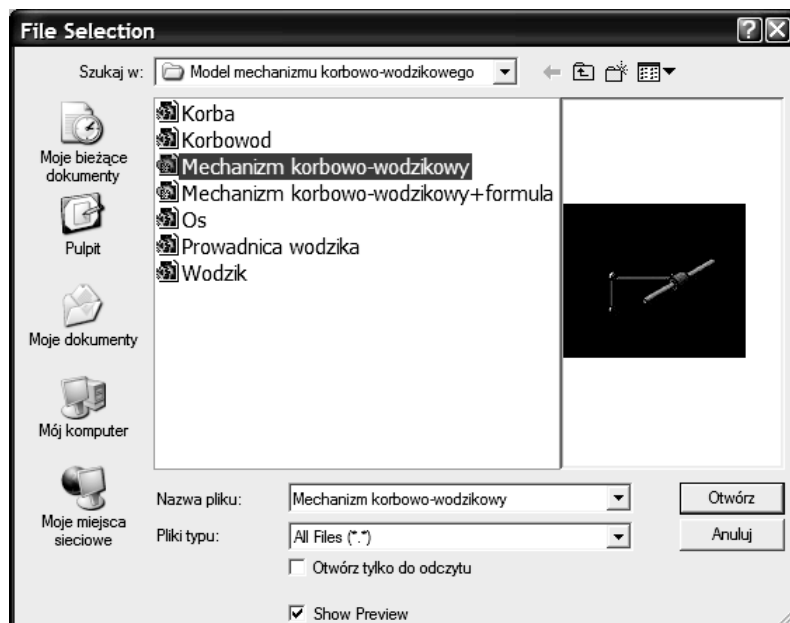 File Selection
Szukaj w: Model mechanizmu korbowo-wodzikowego
Moje bieżące
dokumenty
Pulpit
Moje dokumenty
Mój komputer
Moje miejsca
sieciowe
Korba
Korbowod
Mechanizm korbowo-wodzikowy
Mechanizm korbowo-wodzikowy+formula
Os
Prowadnica wodzika
Wodzik
Nazwa pliku: Mechanizm korbowo-wodzikowy Otwórz
Pliki typu: All Files (*.*) Anuluj
Otwórz tylko do odczytu
Show Preview